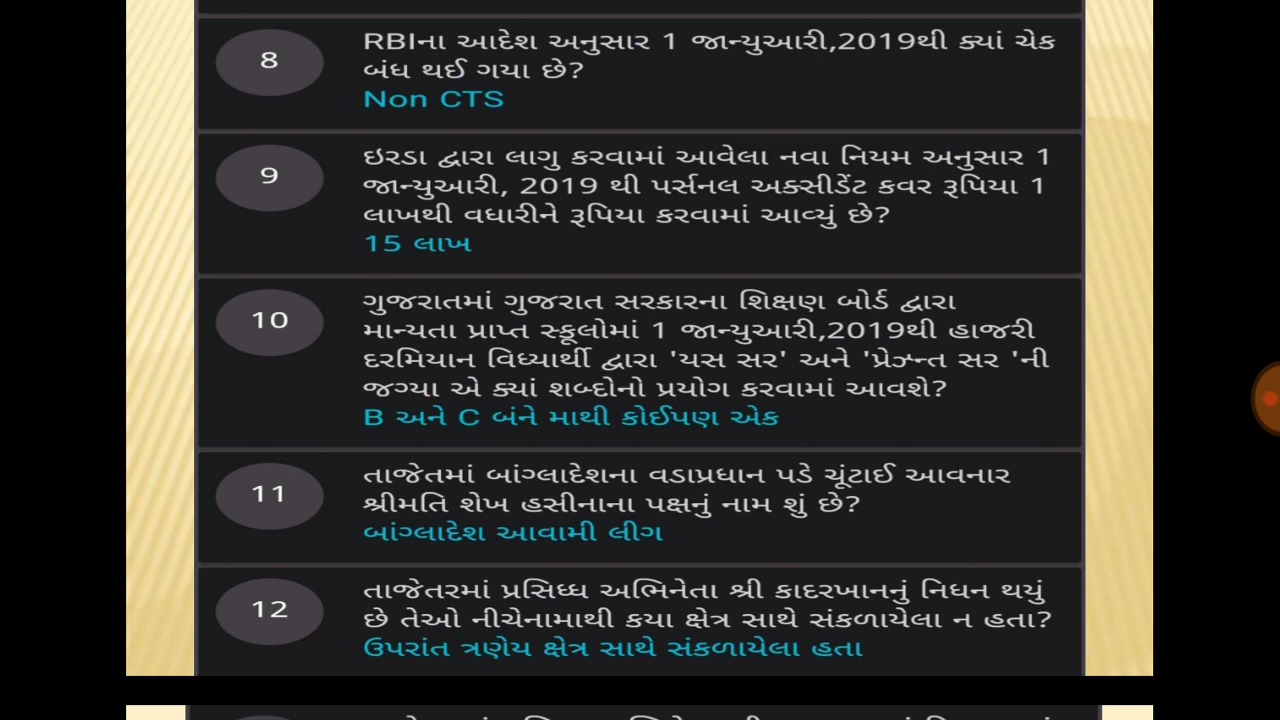 8
RBIના આદેશ અનુસાર 1 જાન્યુઆરી,2019થી ક્યાં ચેક
બંધ થઈ ગયા છે?
Non CTS
9
ઇરડા દ્વારા લાગુ કરવામાં આવેલા નવા નિયમ અનુસાર 1
જાન્યુઆરી, 2019 થી પર્સનલ અક્સીડેંટ કવર રૂપિયા 1
લાખથી વધારીને રૂપિયા કરવામાં આવ્યું છે?
15 લાખ
10
ગુજરાતમાં ગુજરાત સરકારના શિક્ષણ બોર્ડ દ્વારા
માન્યતા પ્રાપ્ત સ્કૂલોમાં 1 જાન્યુઆરી,2019થી હાજરી
દરમિયાન વિધ્યાર્થી દ્વારા 'યસ સર' અને 'પ્રેઝ્ન્ત સર 'ની
જગ્યા એ ક્યાં શબ્દોનો પ્રયોગ કરવામાં આવશે?
B અને C બંને માથી કોઈપણ એક
11
તાજેતમાં બાંગ્લાદેશના વડાપ્રધાન પડે ચૂંટાઈ આવનાર
શ્રીમતિ શેખ હસીનાના પક્ષનું નામ શું છે?
બાંગ્લાદેશ આવામી લીગ
12
તાજેતરમાં પ્રસિધ્ધ અભિનેતા શ્રી કાદરખાનનું નિધન થયું
છે તેઓ નીચેનામાથી કયા ક્ષેત્ર સાથે સંકળાયેલા ન હતા?
ઉપરાંત ત્રણેય ક્ષેત્ર સાથે સંકળાયેલા હતા